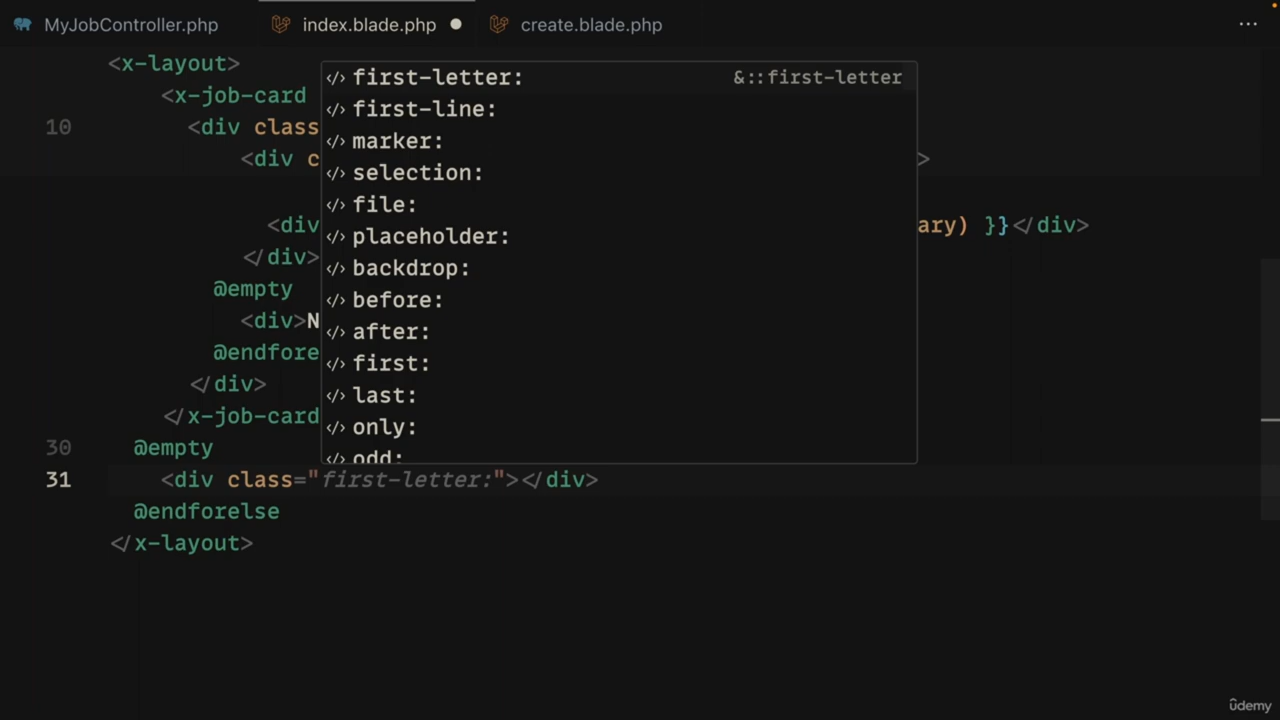 MyJobController.php index.blade.php create.blade.php
<x-layout>
<x-job-card
10 <div class
<div c >
<div ary) }}</div>
</div>
@empty
<div>N
@endfore
</div>
</x-job-card
30 @empty
31 <div class="first-letter:"></div>
@endforelse
</x-layout>
first-letter: &::first-letter
first-line:
marker:
selection:
file:
placeholder:
backdrop:
before:
after:
first:
last:
only:
odd:
ûdemy